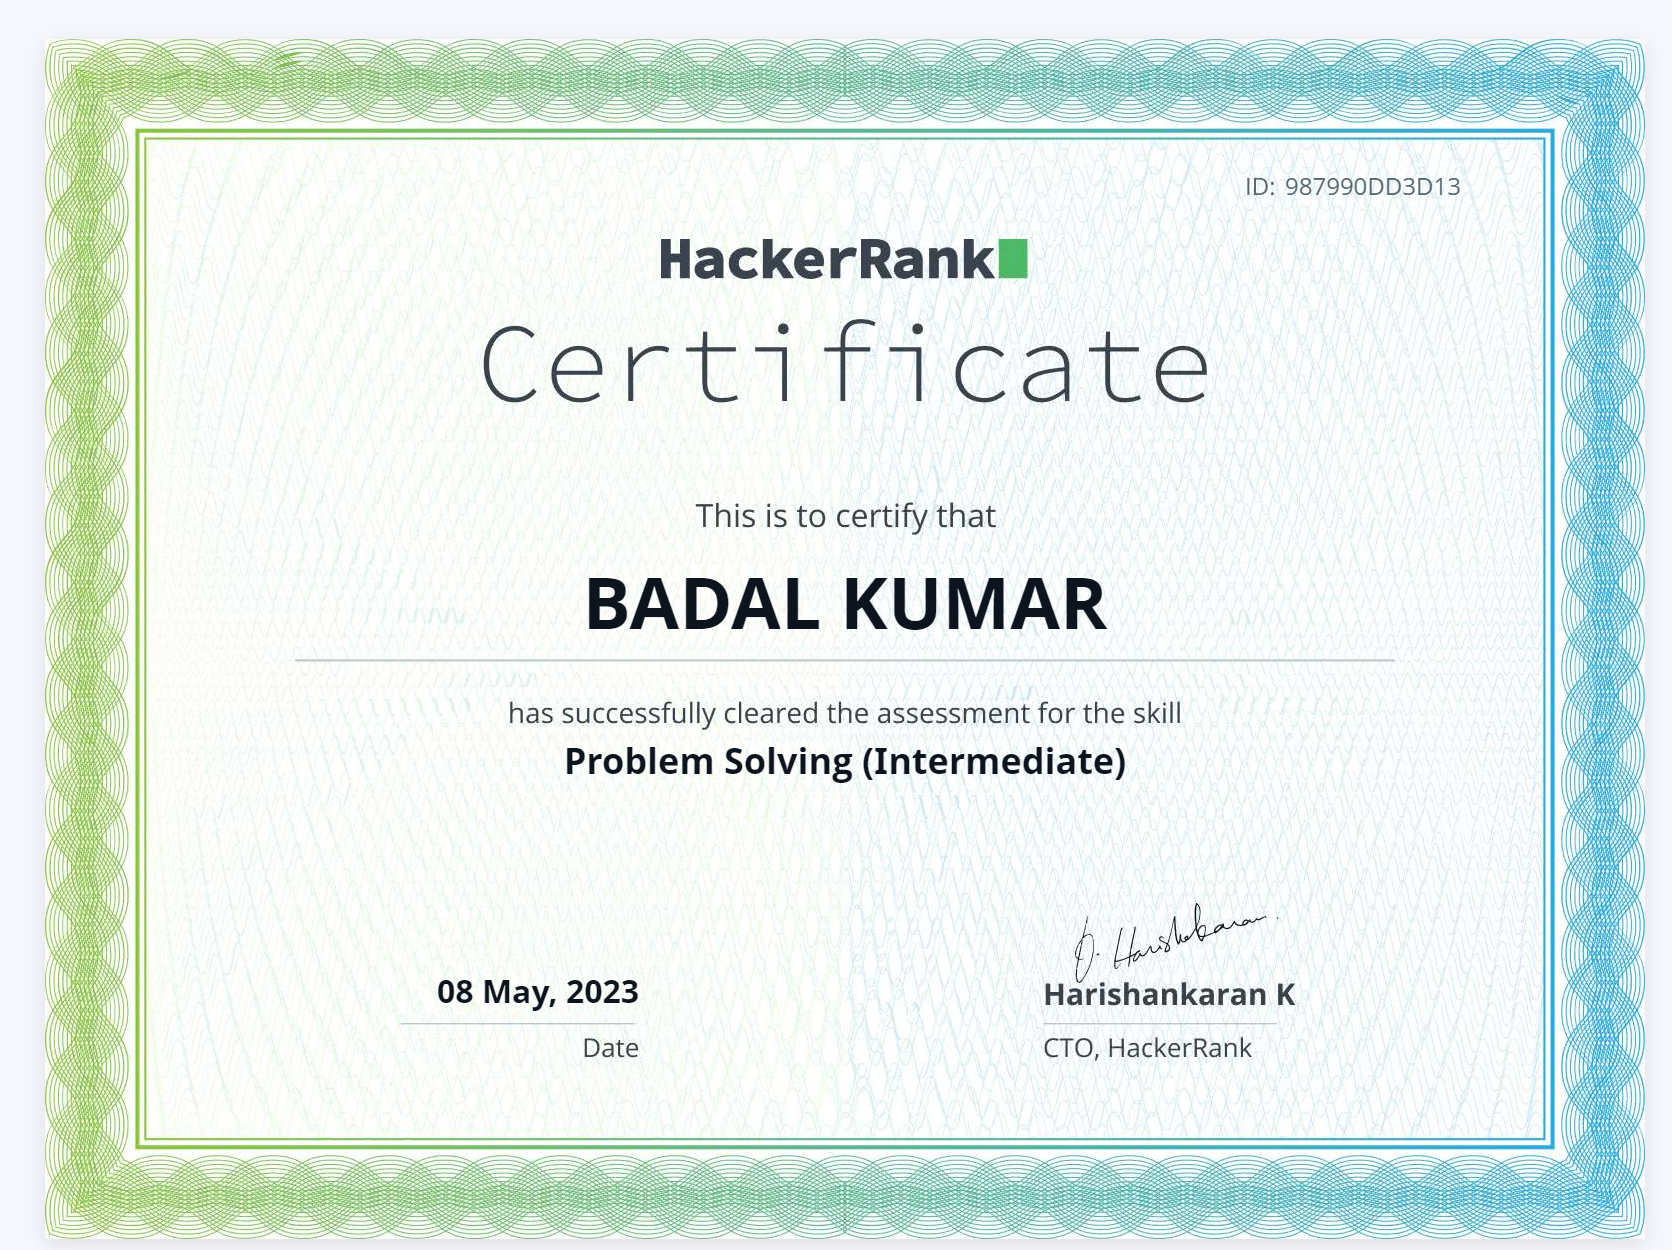 ID: 987990DD3D13
HackerRank
Certificate
This is to certify that
BADAL KUMAR
has successfully cleared the assessment for the skill
Problem Solving (Intermediate)
08 May, 2023
Date
Harishankaran K
CTO, HackerRank